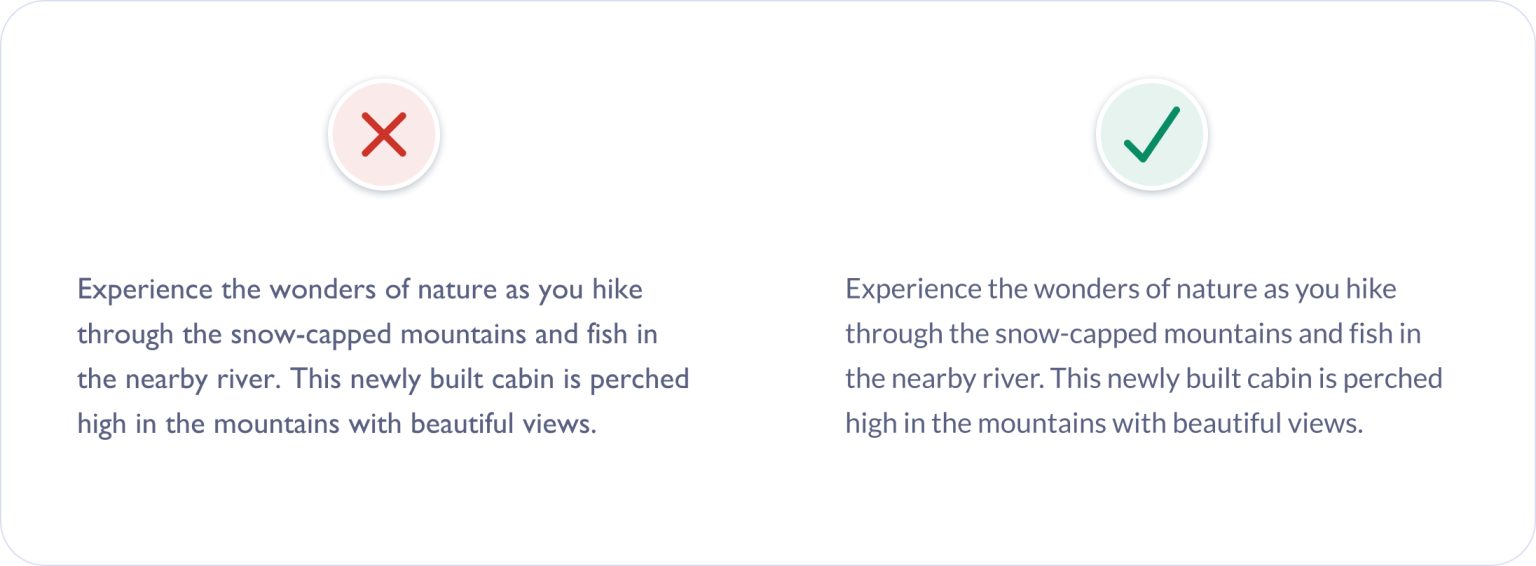 Experience the wonders of nature as you hike
through the snow-capped mountains and fish in
the nearby river. This newly built cabin is perched
high in the mountains with beautiful views.
Experience the wonders of nature as you hike
through the snow-capped mountains and fish in
the nearby river. This newly built cabin is perched
high in the mountains with beautiful views.